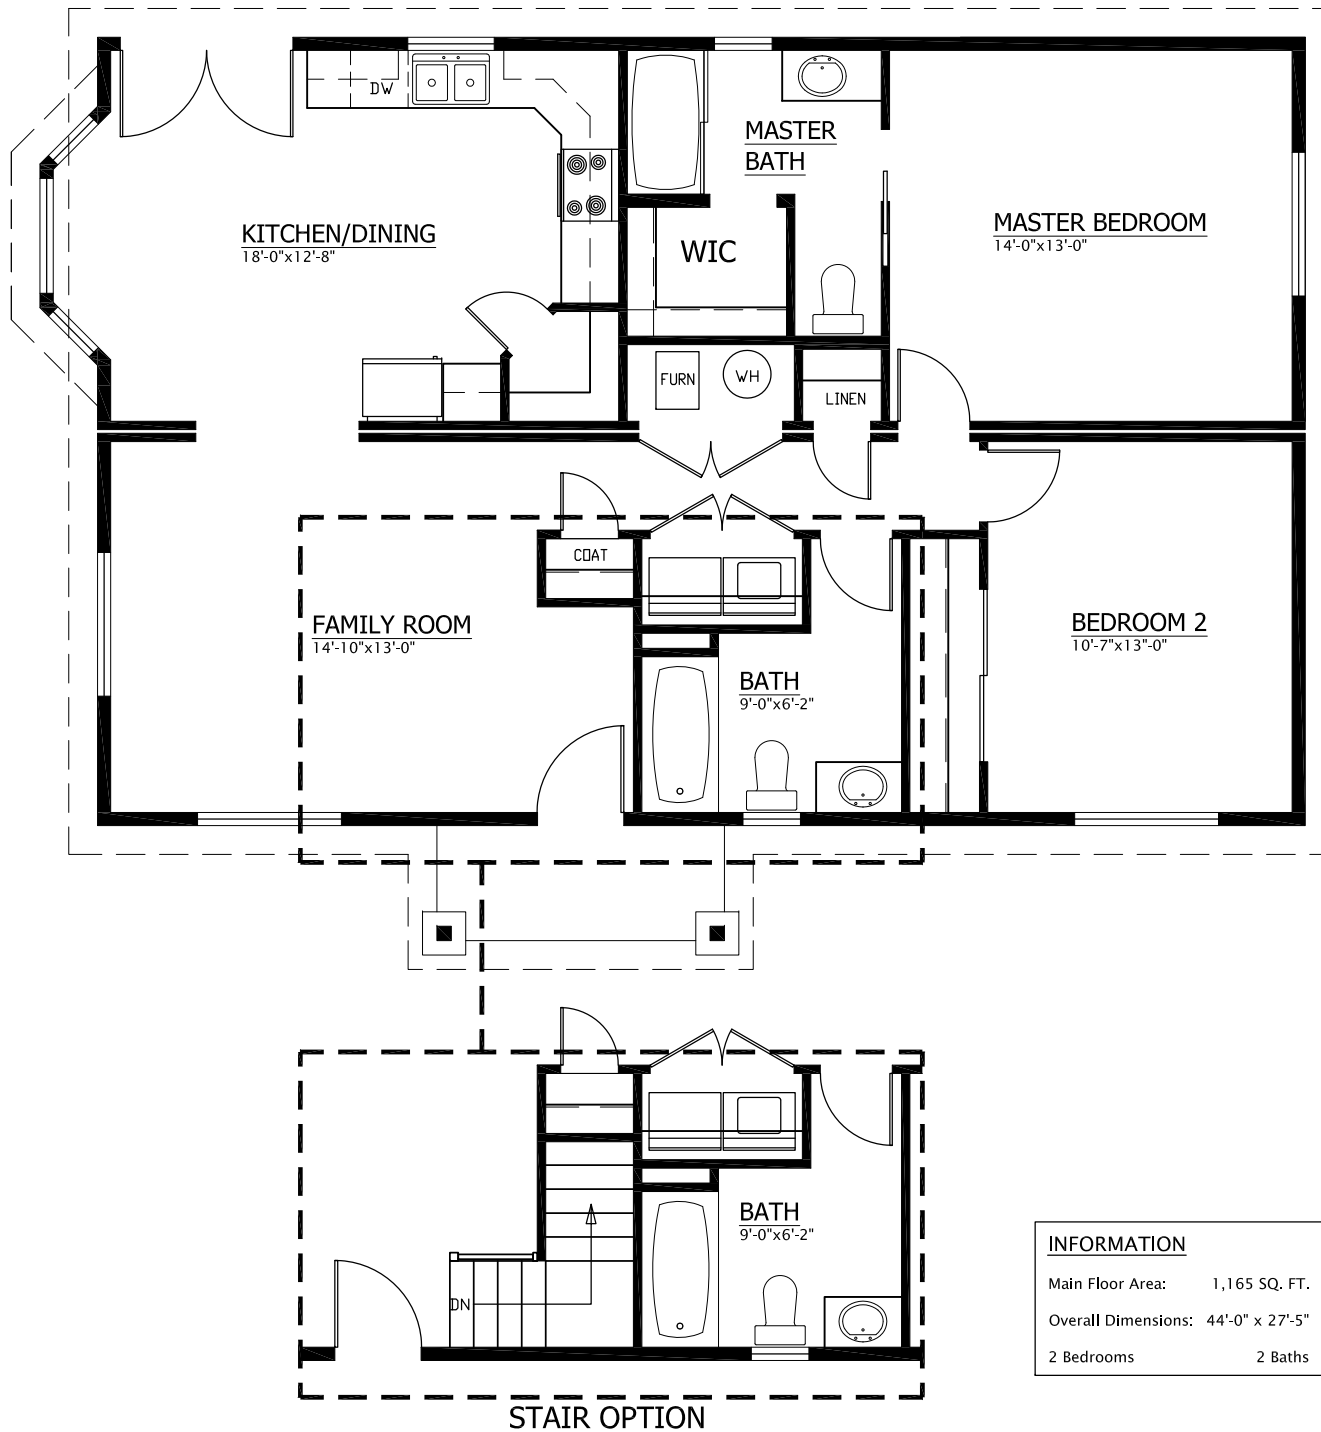 DW
MASTER
BATH
KITCHEN/DINING
18'-0"x12'-8"
WIC
MASTER BEDROOM
14'-0"x13'-0"
FURN
WH
LINEN
COAT
FAMILY ROOM
14'-10"x13'-0"
BEDROOM 2
10'-7"x13"-0"
BATH
9'-0"x6'-2"
BATH
9'-0"x6'-2"
DN
INFORMATION
Main Floor Area: 1,165 SQ. FT.
Overall Dimensions: 44'-0" x 27'-5"
2 Bedrooms 2 Baths
STAIR OPTION